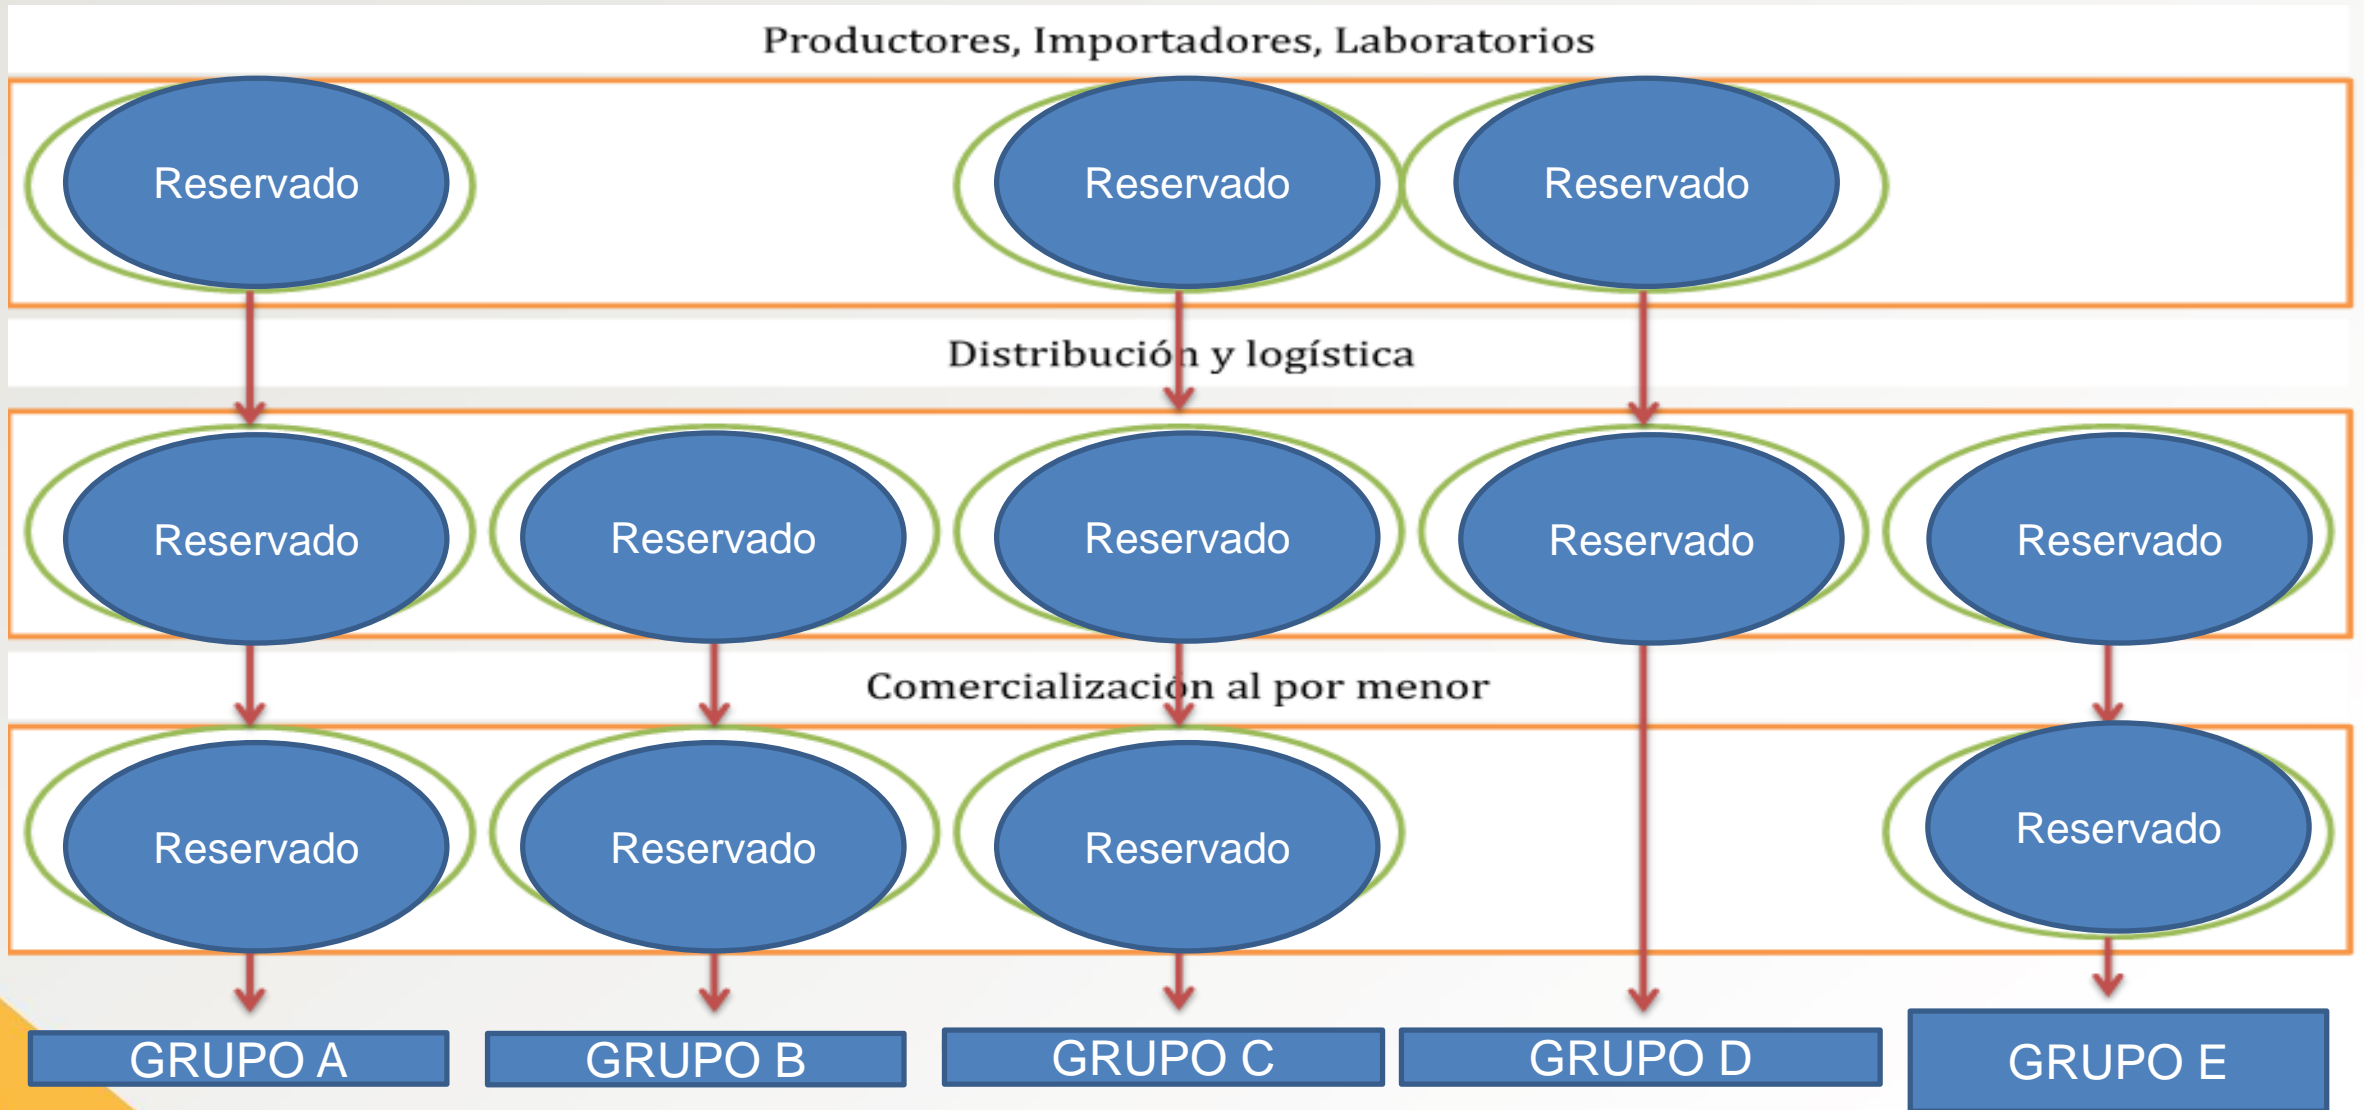 Productores, Importadores, Laboratorios
Reservado
Reservado
Reservado
Distribución y logística
Reservado
Reservado
Reservado
Reservado
Reservado
Comercialización al por menor
Reservado
Reservado
Reservado
Reservado
GRUPO A
GRUPO B
GRUPO C
GRUPO D
GRUPO E